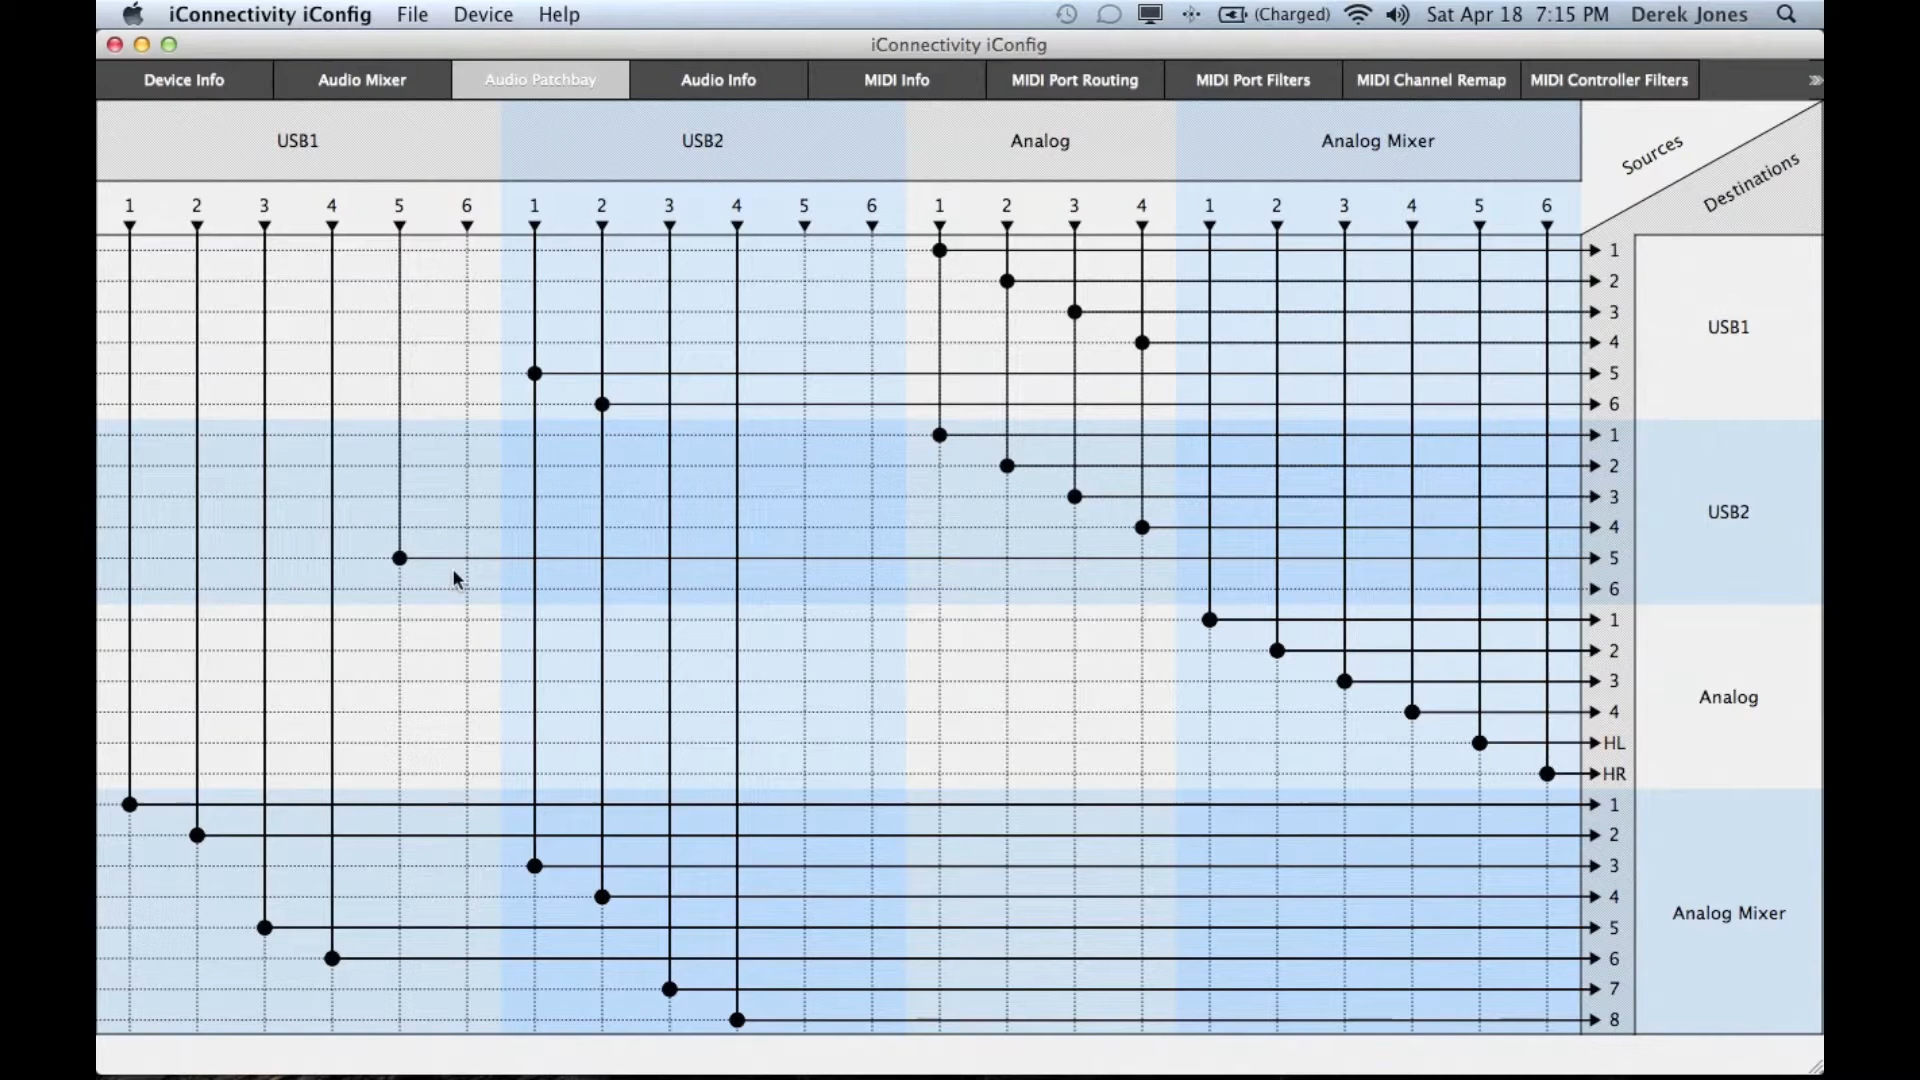 iConnectivity iConfig File Device Help (Charged) Sat Apr 18 7:15 PM Derek Jones
iConnectivity iConfig
Device Info Audio Mixer Audio Patchbay Audio Info MIDI Info MIDI Port Routing MIDI Port Filters MIDI Channel Remap MIDI Controller Filters »
USB1 USB2 Analog Analog Mixer
Sources
Destinations
1 2 3 4 5 6 1 2 3 4 5 6 1 2 3 4 1 2 3 4 5 6
1
2
3
USB1
4
5
6
1
2
3
USB2
4
5
6
1
2
3
Analog
4
HL
HR
1
2
3
4
Analog Mixer
5
6
7
8